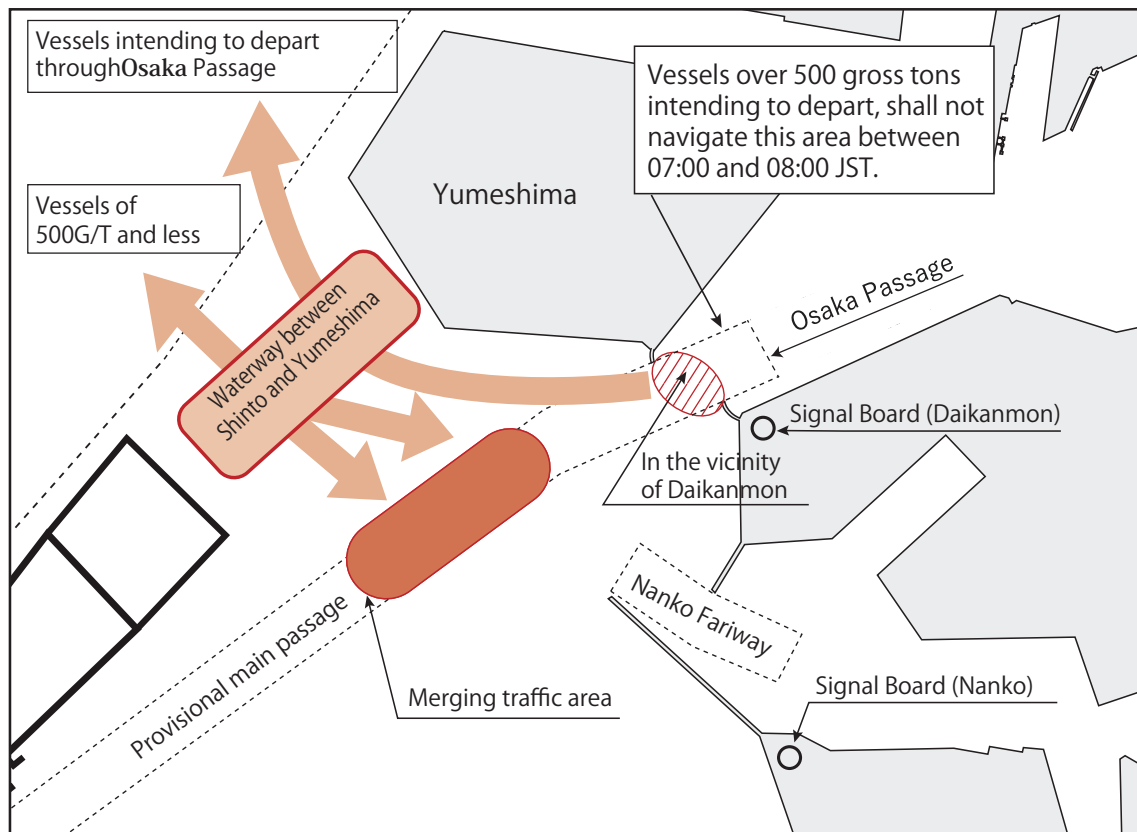 Vessels intending to depart
throughOsaka Passage
Vessels over 500 gross tons
intending to depart, shall not
navigate this area between
07:00 and 08:00 JST.
Yumeshima
Vessels of
500G/T and less
Waterway between
Shinto and Yumeshima
Osaka Passage
Signal Board (Daikanmon)
In the vicinity
of Daikanmon
Nanko Fariway
Provisional main passage
Merging traffic area
Signal Board (Nanko)